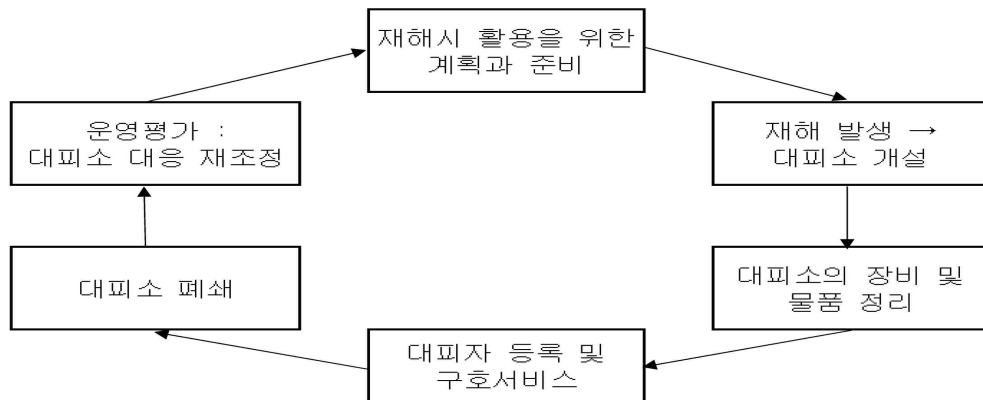 재해시 활용을 위한
계획과 준비
운영평가 :
대피소 대응 재조정
재해 발생 →
대피소 개설
대피소 폐쇄
대피소의 장비 및
물품 정리
대피자 등록 및
구호서비스